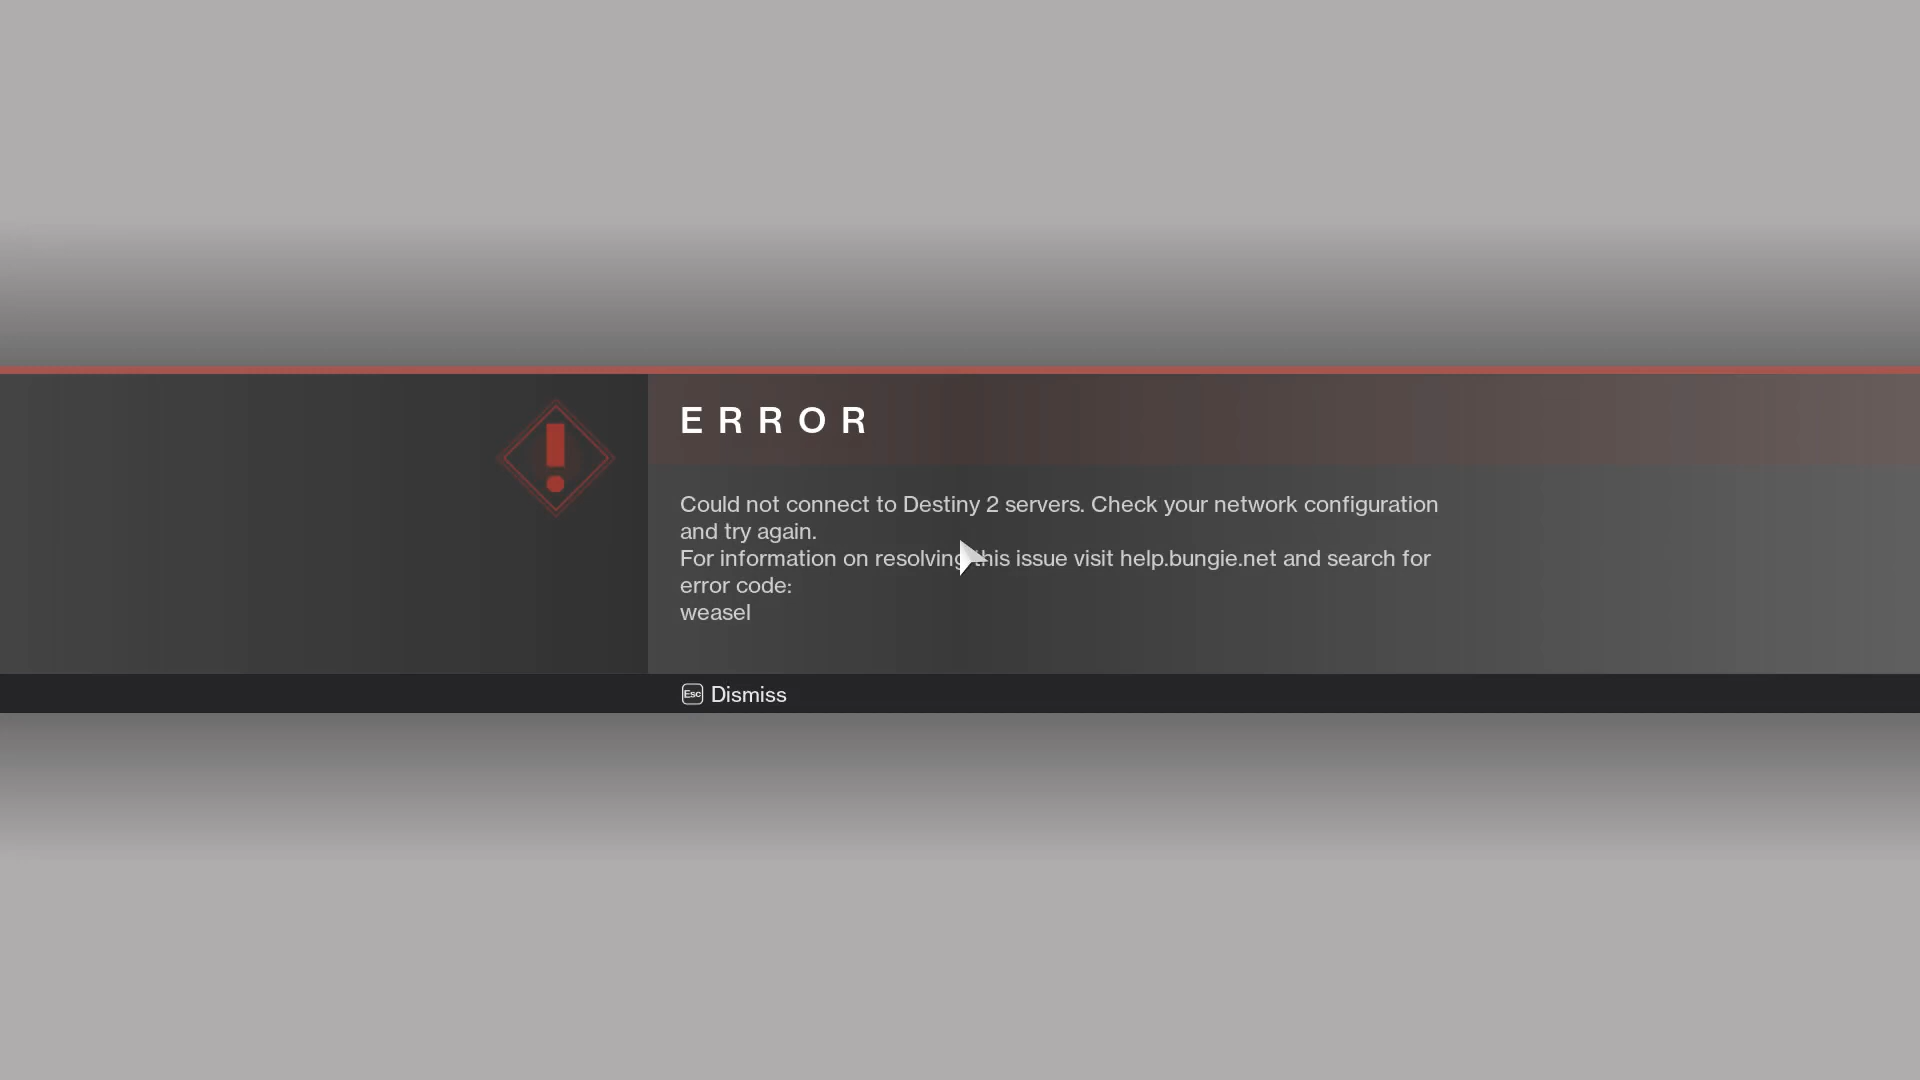 ERROR
Could not connect to Destiny 2 servers. Check your network configuration
and try again.
For information on resolving this issue visit help.bungie.net and search for
error code:
weasel
Esc Dismiss